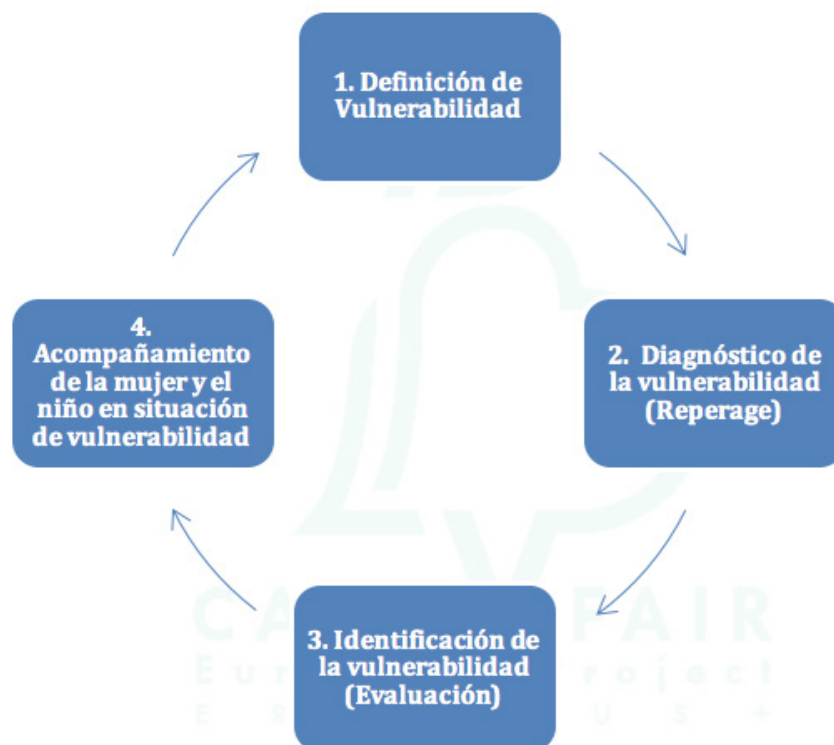 1. Definición de
Vulnerabilidad
2. Diagnóstico de
la vulnerabilidad
(Reperage)
3. Identificación de
la vulnerabilidad
(Evaluación)
4.
Acompañamiento
de la mujer y el
niño en situación
de vulnerabilidad
FAIR